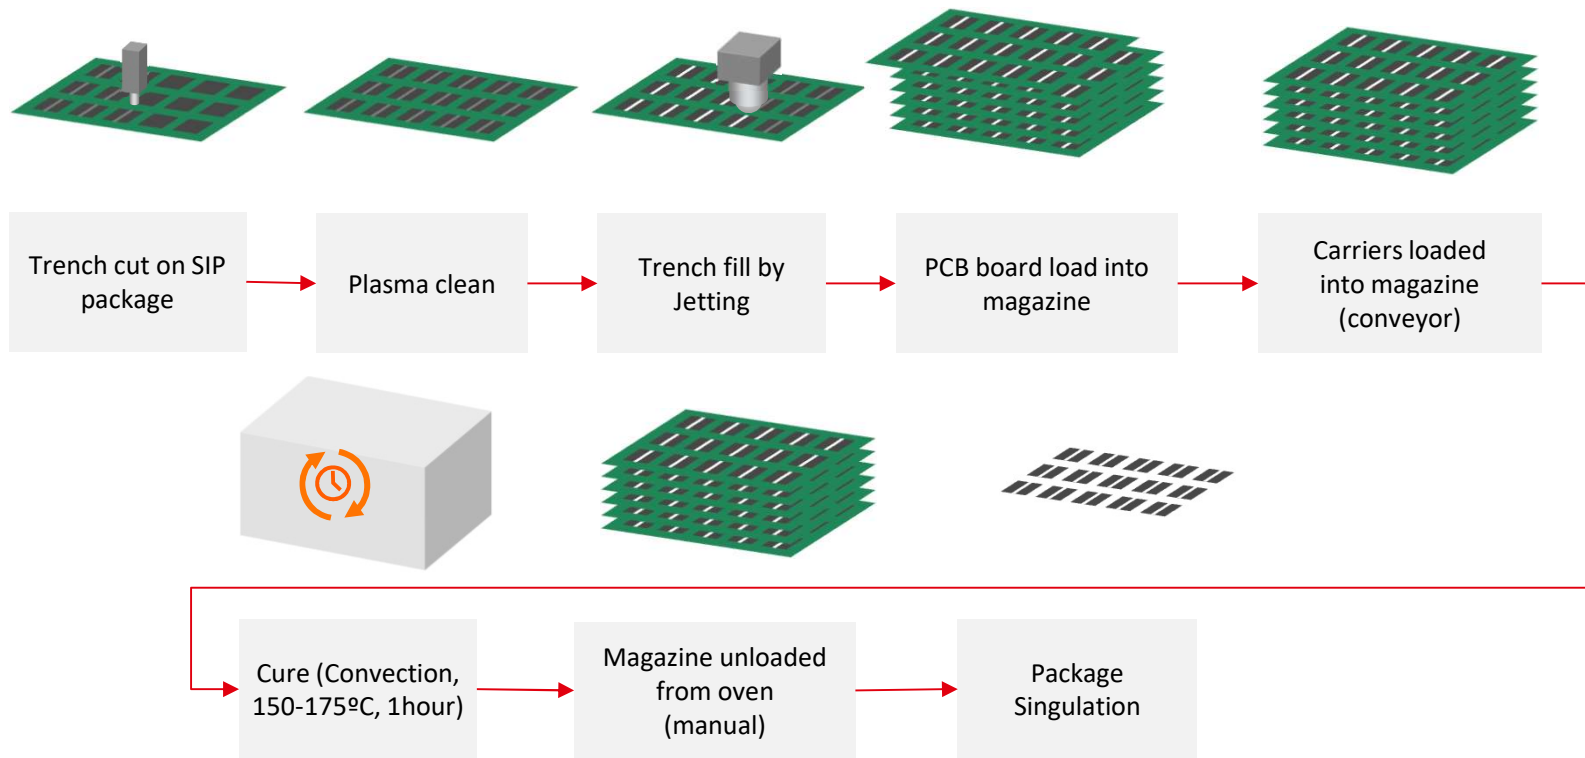 Trench cut on SIP
package
Plasma clean
Trench fill by
Jetting
PCB board load into
magazine
Carriers loaded
into magazine
(conveyor)
Cure (Convection,
150-175ºC, 1hour)
Magazine unloaded
from oven
(manual)
Package
Singulation